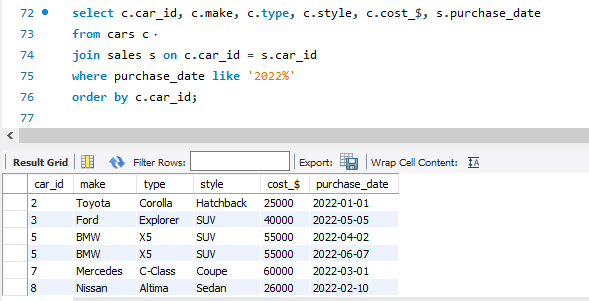 72 select c.car_id, c.make, c.type, c.style, c.cost_$, s.purchase_date
73 from cars c
74 join sales s on c.car_id = s.car_id
75 where purchase_date like '2022%'
76 order by c.car_id;
77
Result Grid Filter Rows: Export: Wrap Cell Content: IA
car_id make type style cost_$ purchase_date
2 Toyota Corolla Hatchback 25000 2022-01-01
3 Ford Explorer SUV 40000 2022-05-05
5 BMW X5 SUV 55000 2022-04-02
5 BMW X5 SUV 55000 2022-06-07
7 Mercedes C-Class Coupe 60000 2022-03-01
8 Nissan Altima Sedan 26000 2022-02-10